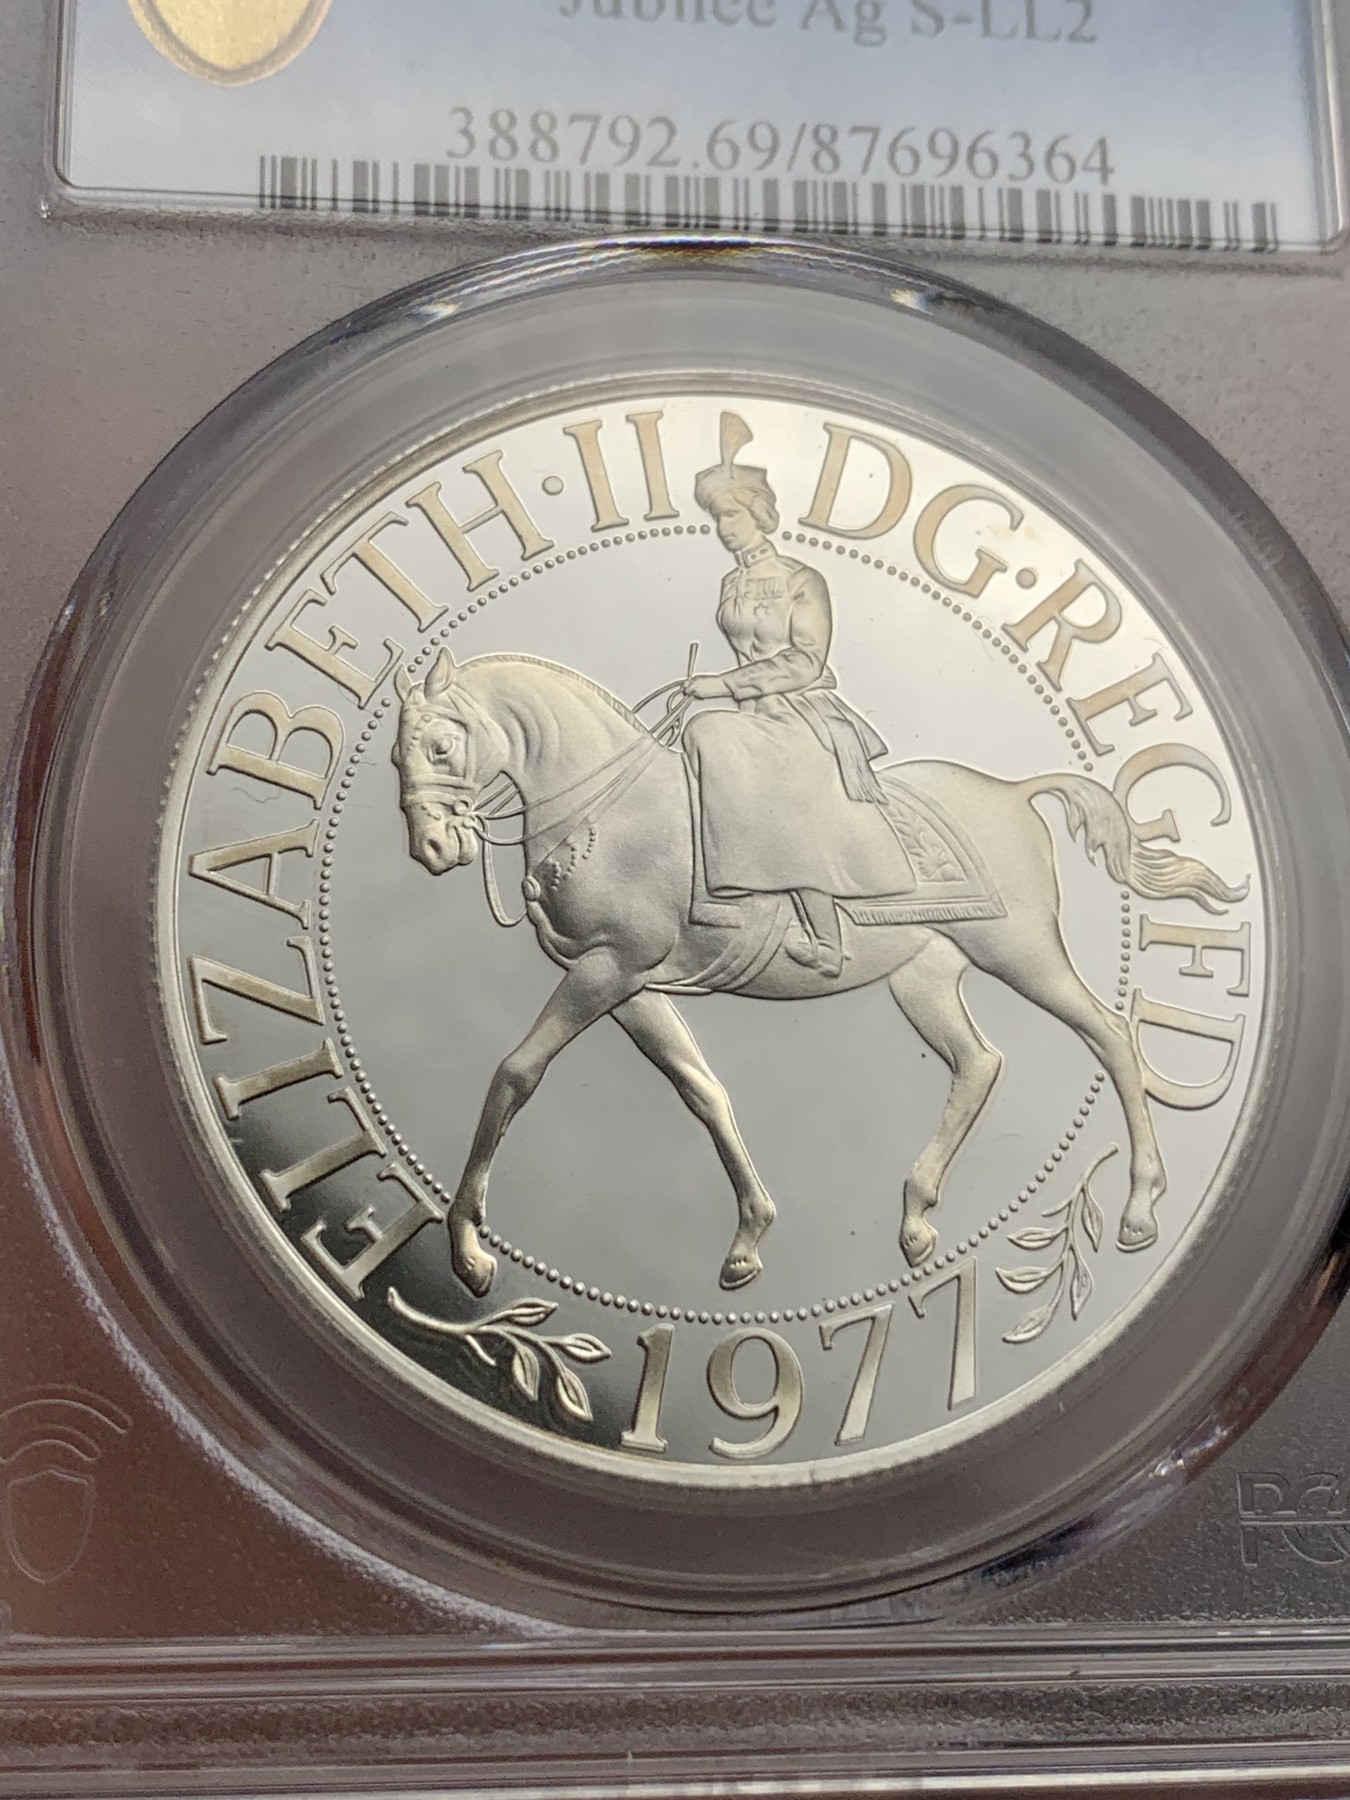 Jubilee Ag S-LL2
388792.69/87696364
ELIZABETH·II DG·REG FD
1977